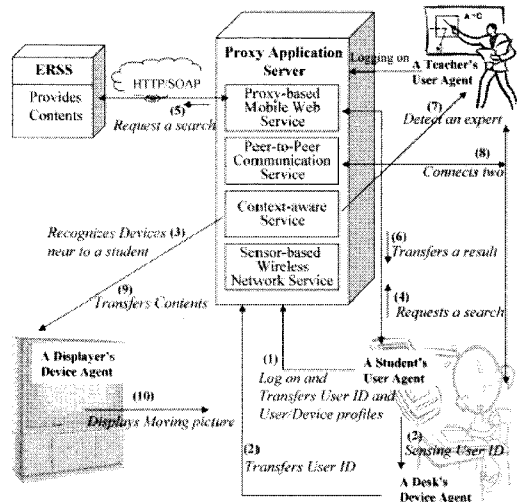 ERSS
Provides
Contents
HTTP/SOAP
(5)
Request a search
Proxy Application
Server
Proxy-based
Mobile Web
Service
Peer-to-Peer
Communication
Service
Context-aware
Service
Sensor-based
Wireless
Network Service
Logging on
A Teacher's
User Agent
(7)
Detect an expert
(8)
Connects two
Recognizes Devices (3)
near to a student
(9)
Transfers Contents
(6)
Transfers a result
(4)
Requests a search
A Displayer's
Device Agent
(10)
Displays Moving picture
(1)
Log on and
Transfers User ID and
User/Device profiles
A Student's
User Agent
(2)
Transfers User ID
(2)
Sensing User ID
A Desk's
Device Agent